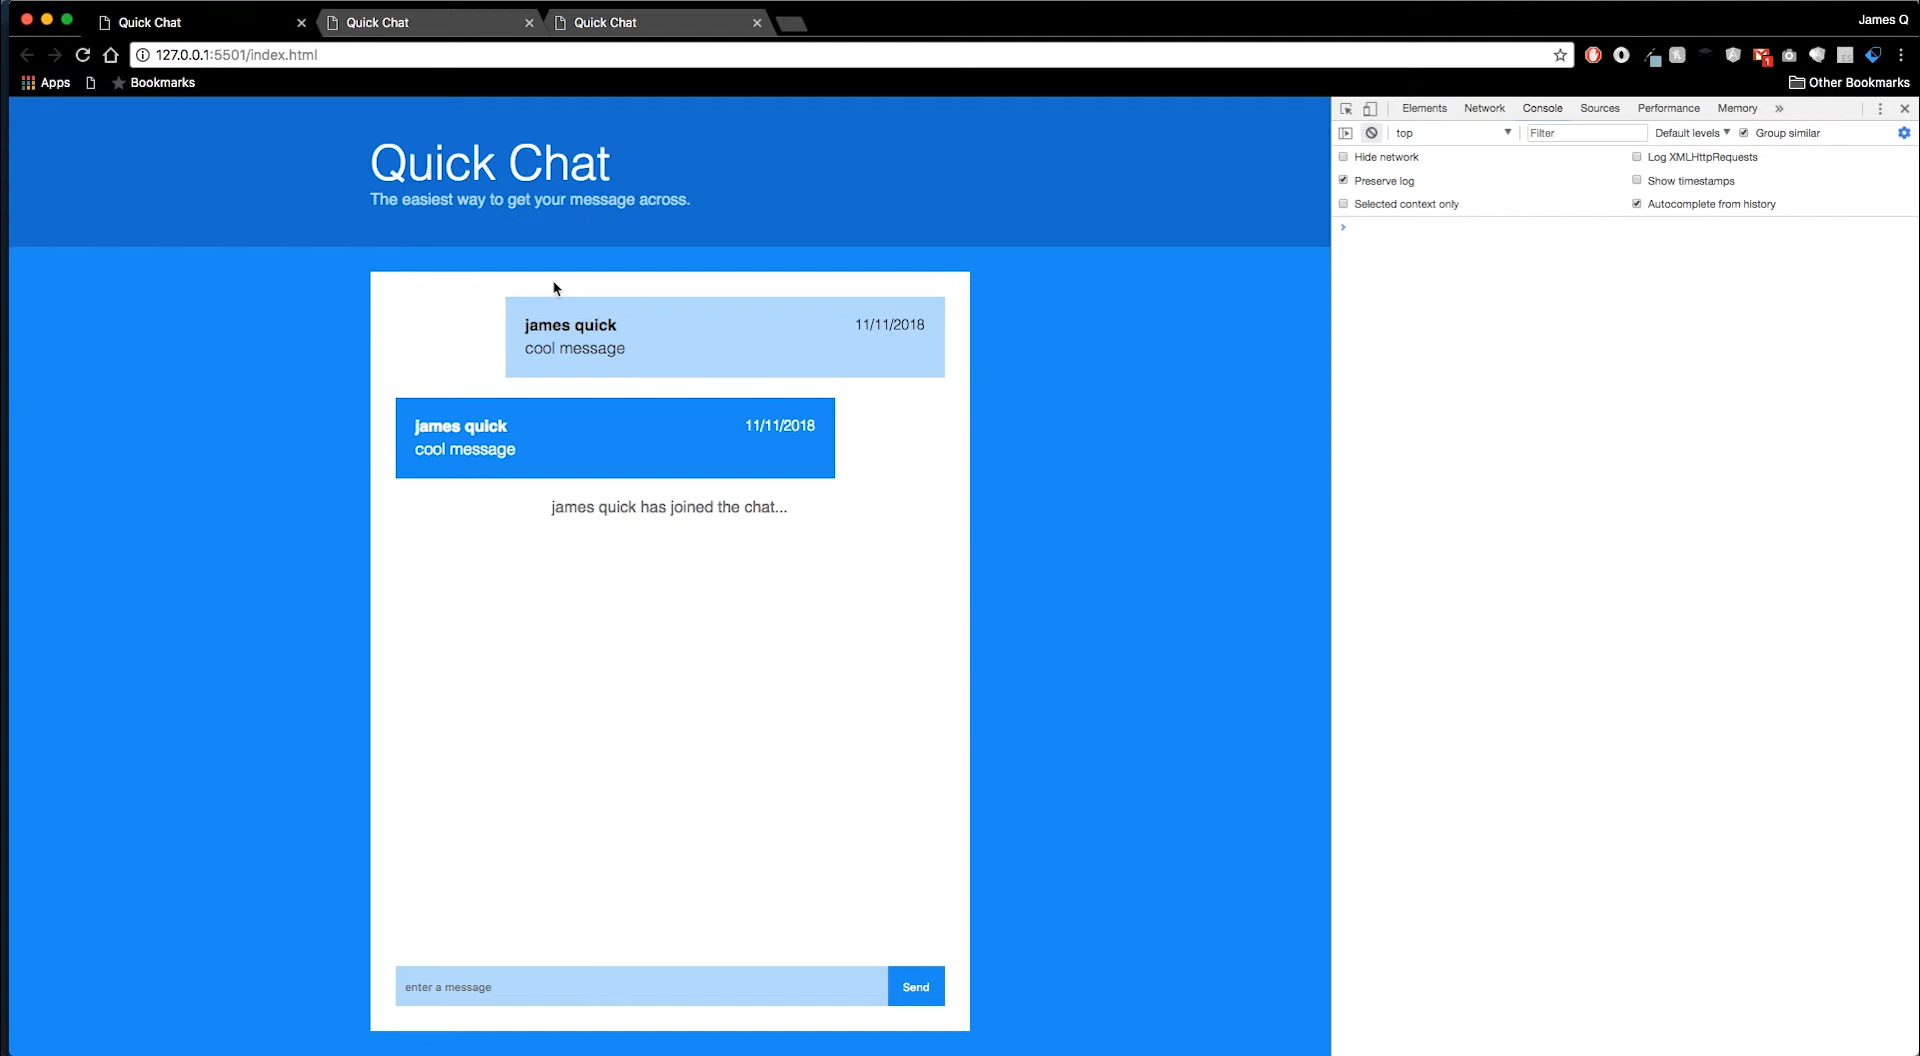 Quick Chat
Quick Chat
Quick Chat
James Q
127.0.0.1:5501/index.html
1
Apps
Bookmarks
Other Bookmarks
Elements Network Console Sources Performance Memory »
top
Filter
Default levels
Group similar
Hide network
Log XMLHttpRequests
Preserve log
Show timestamps
Selected context only
Autocomplete from history
Quick Chat
The easiest way to get your message across.
james quick 11/11/2018
cool message
james quick 11/11/2018
cool message
james quick has joined the chat...
enter a message
Send